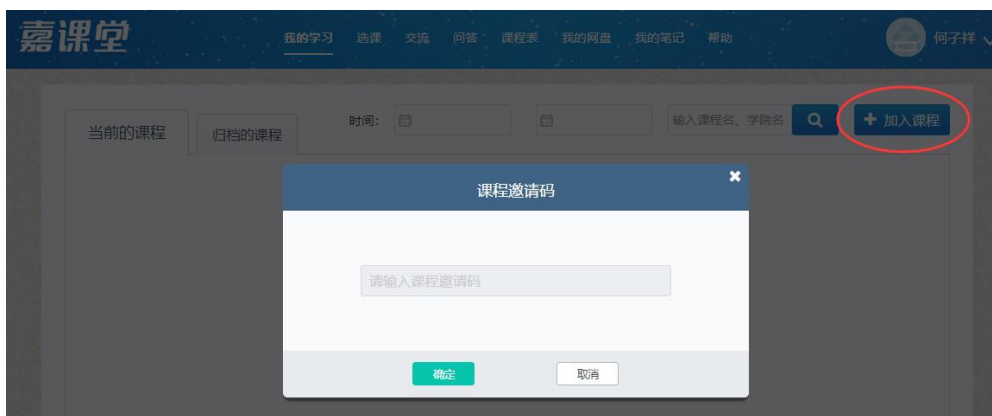 嘉课堂
我的学习 选课 交流 问答 课程表 我的网盘 我的笔记 帮助 何子祥
当前的课程 归档的课程 时间: 输入课程名、学院名 加入课程
课程邀请码
请输入课程邀请码
确定 取消